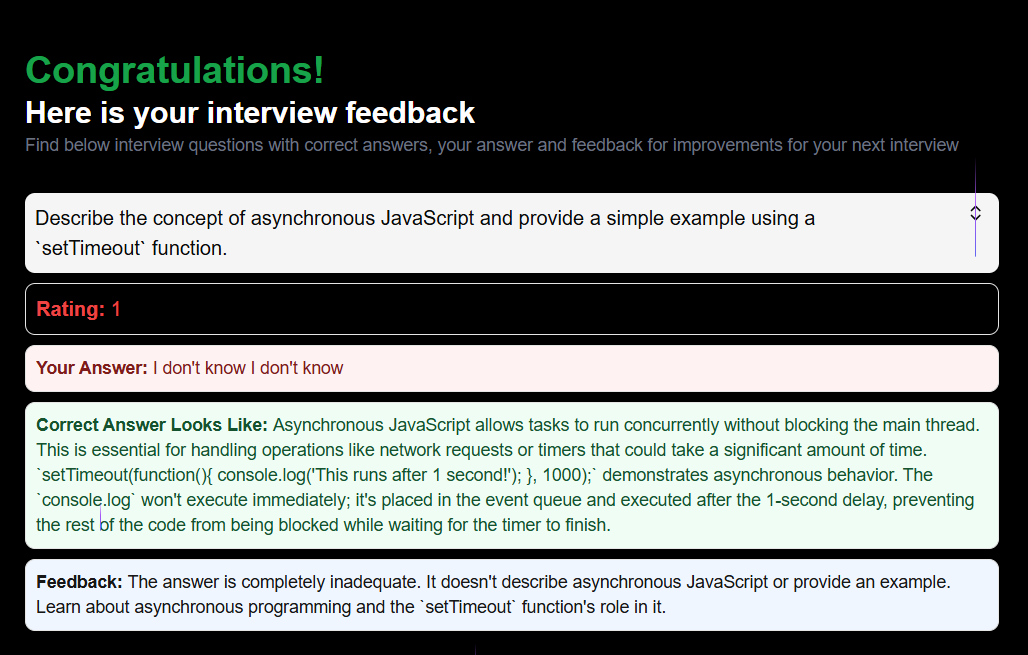 Congratulations!
Here is your interview feedback
Find below interview questions with correct answers, your answer and feedback for improvements for your next interview
Describe the concept of asynchronous JavaScript and provide a simple example using a
`setTimeout` function.
Rating: 1
Your Answer: I don't know I don't know
Correct Answer Looks Like: Asynchronous JavaScript allows tasks to run concurrently without blocking the main thread.
This is essential for handling operations like network requests or timers that could take a significant amount of time.
`setTimeout(function(){ console.log('This runs after 1 second!'); }, 1000);` demonstrates asynchronous behavior. The
`console.log` won't execute immediately; it's placed in the event queue and executed after the 1-second delay, preventing
the rest of the code from being blocked while waiting for the timer to finish.
Feedback: The answer is completely inadequate. It doesn't describe asynchronous JavaScript or provide an example.
Learn about asynchronous programming and the `setTimeout` function's role in it.